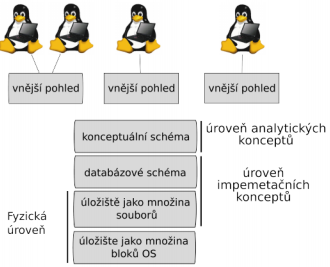 vnější pohled
vnější pohled
vnější pohled
konceptuální schéma
úroveň analytických
konceptů
databázové schéma
úroveň
impemetačních
konceptů
úložiště jako množina
souborů
Fyzická
úroveň
úložište jako množina
bloků OS